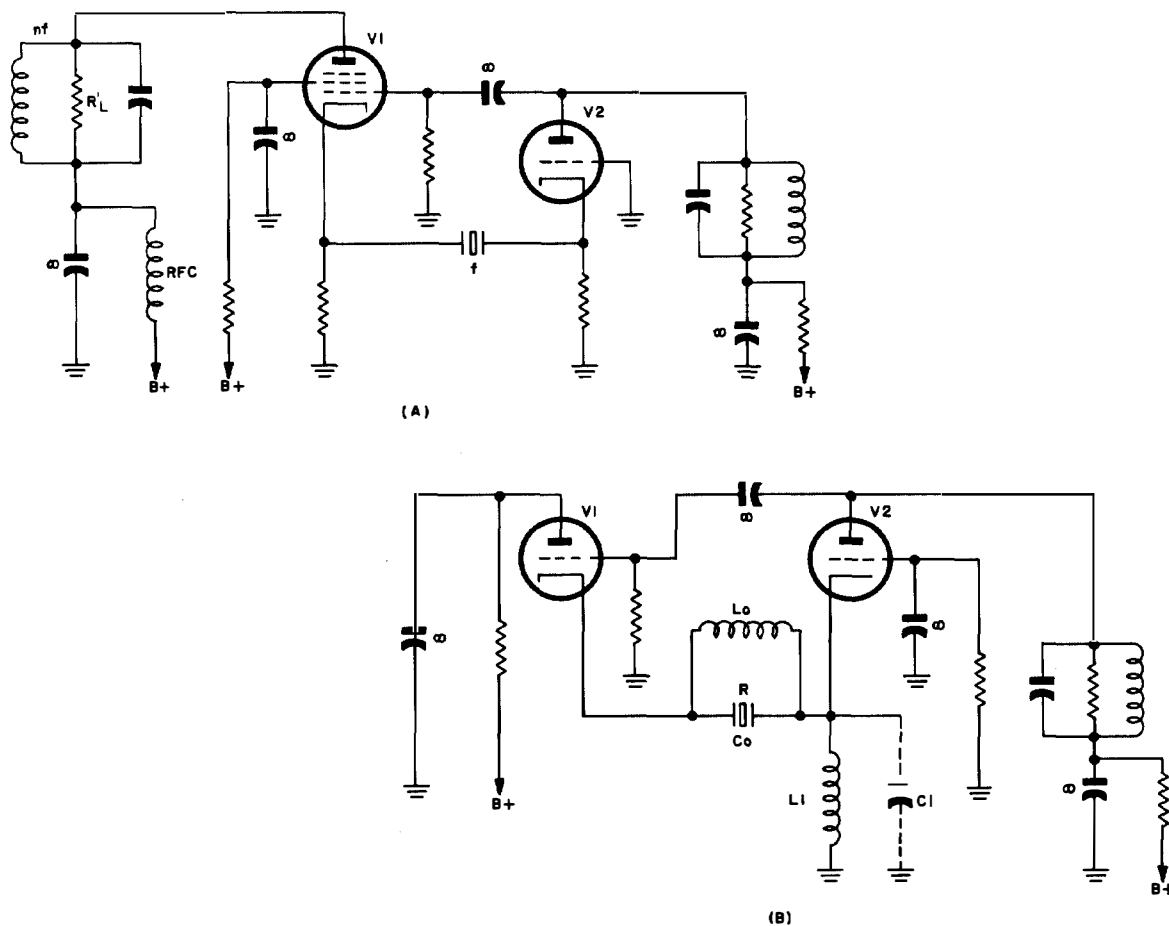 nf
V1
R'L
∞
∞
V2
∞
RFC
f
∞
B+
B+
B+
(A)
∞
V1
V2
∞
Lo
∞
R
Co
L1
C1
∞
B+
B+
(B)